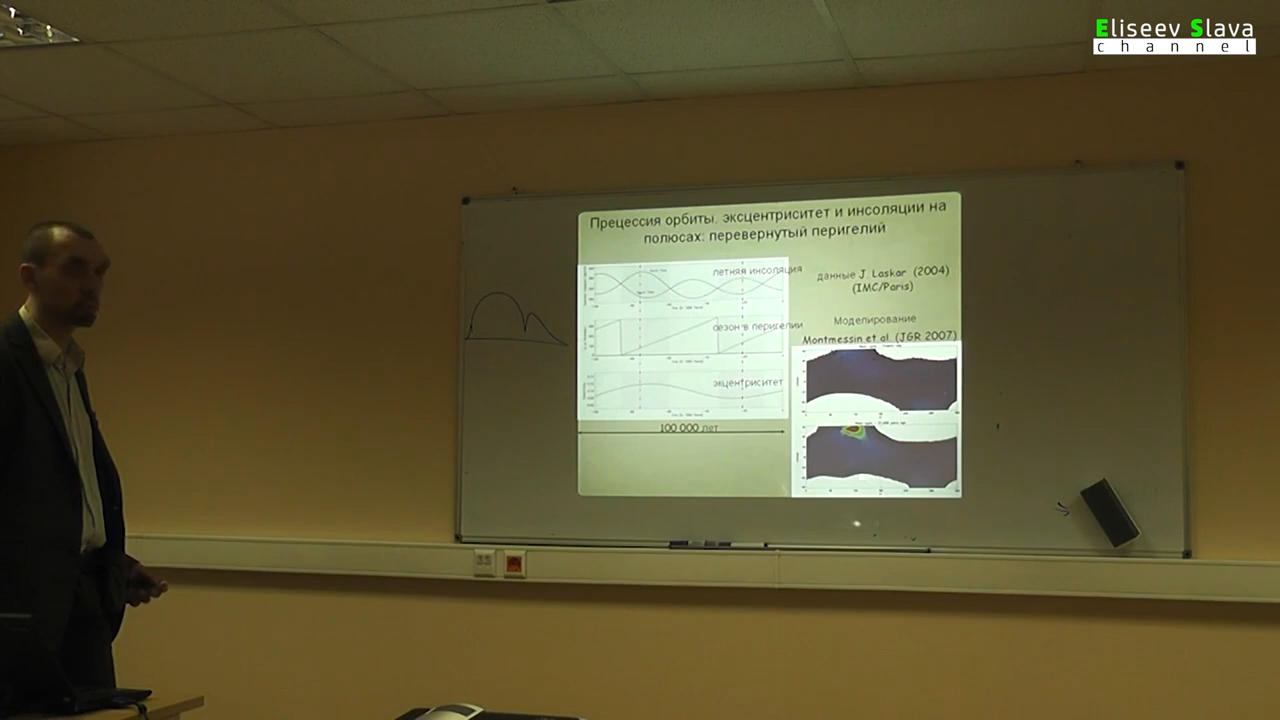 Eliseev Slava
channel
Прецессия орбиты, эксцентриситет и инсоляции на
полюсах: перевернутый перигелий
летняя инсоляция
сезон в перигелии
экцентриситет
100 000 лет
данные J. Laskar (2004)
(IMC/Paris)
Моделирование
Montmessin et al. (JGR 2007)